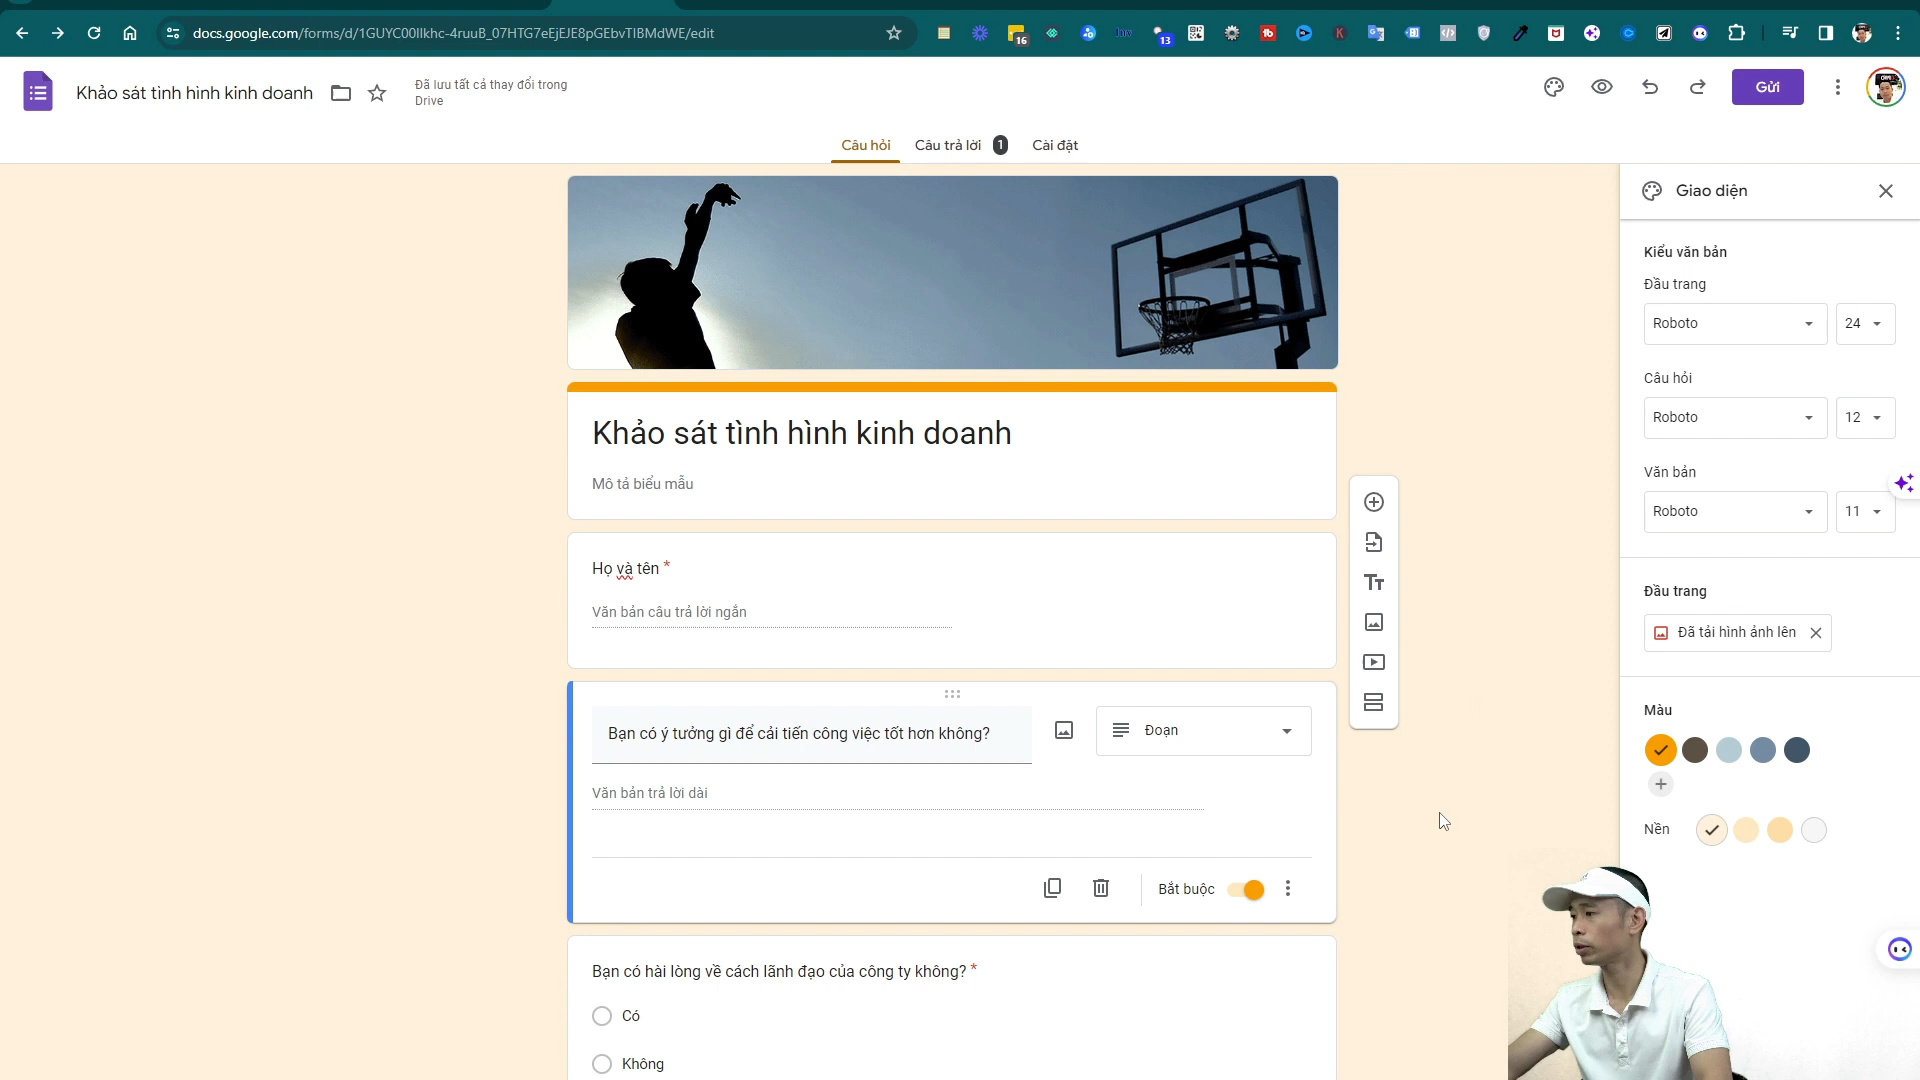 docs.google.com/forms/d/1GUYC00Ilkhc-4ruuB_07HTG7eEjEJE8pGEbvTIBMdWE/edit
16
13
Khảo sát tình hình kinh doanh
Đã lưu tất cả thay đổi trong
Drive
Gửi
Câu hỏi
Câu trả lời
1
Cài đặt
Giao diện
Kiểu văn bản
Đầu trang
Roboto
24
Câu hỏi
Roboto
12
Văn bản
Roboto
11
Đầu trang
Đã tải hình ảnh lên
Màu
Nền
Khảo sát tình hình kinh doanh
Mô tả biểu mẫu
Họ và tên *
Văn bản câu trả lời ngắn
Bạn có ý tưởng gì để cải tiến công việc tốt hơn không?
Đoạn
Văn bản trả lời dài
Bắt buộc
Bạn có hài lòng về cách lãnh đạo của công ty không? *
Có
Không